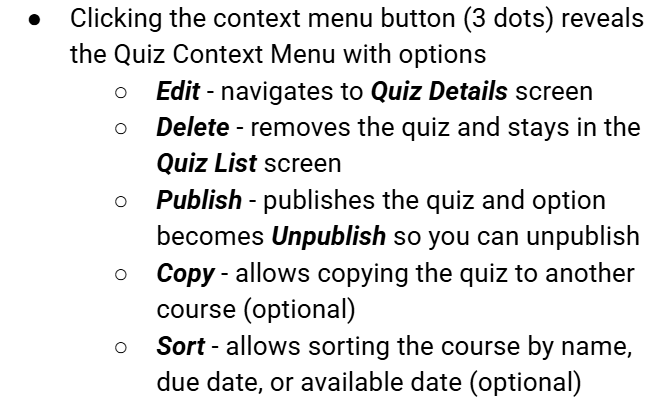 ● Clicking the context menu button (3 dots) reveals
the Quiz Context Menu with options
○ Edit - navigates to Quiz Details screen
○ Delete - removes the quiz and stays in the
Quiz List screen
○ Publish - publishes the quiz and option
becomes Unpublish so you can unpublish
○ Copy - allows copying the quiz to another
course (optional)
○ Sort - allows sorting the course by name,
due date, or available date (optional)